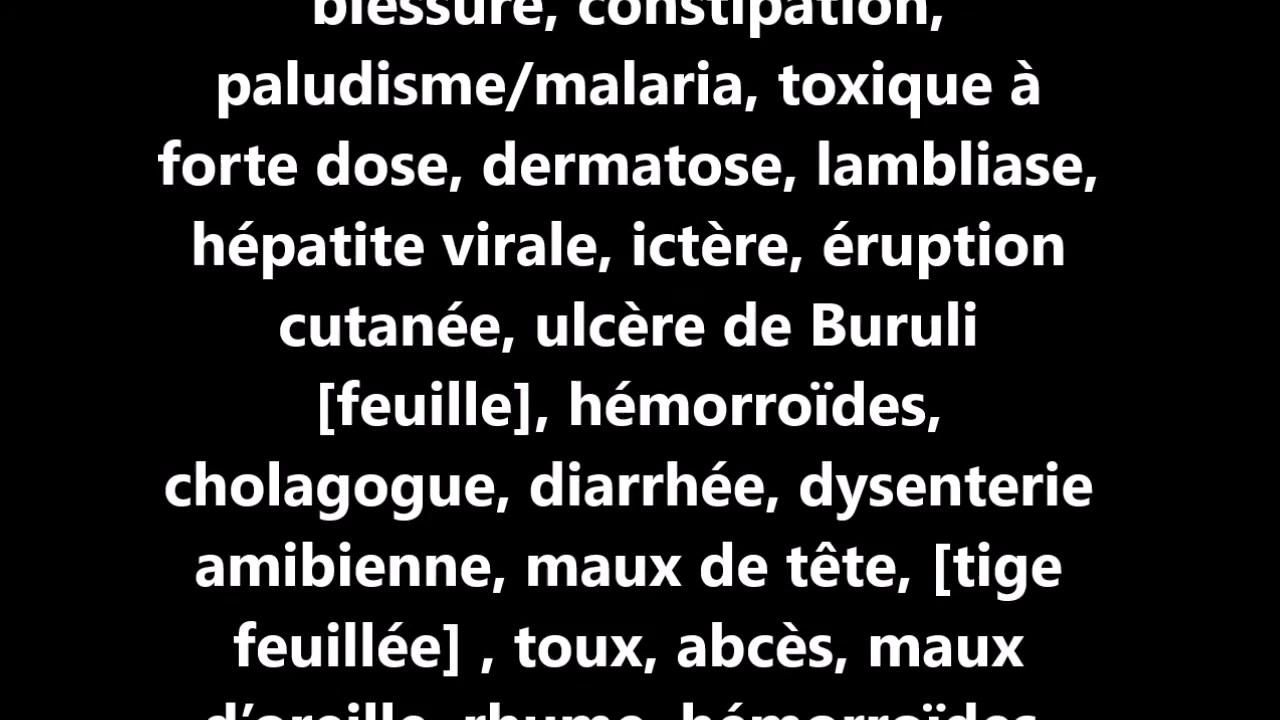 blessure, constipation,
paludisme/malaria, toxique à
forte dose, dermatose, lambliase,
hépatite virale, ictère, éruption
cutanée, ulcère de Buruli
[feuille], hémorroïdes,
cholagogue, diarrhée, dysenterie
amibienne, maux de tête, [tige
feuillée] , toux, abcès, maux
d’oreille, rhume, hémorroïdes,